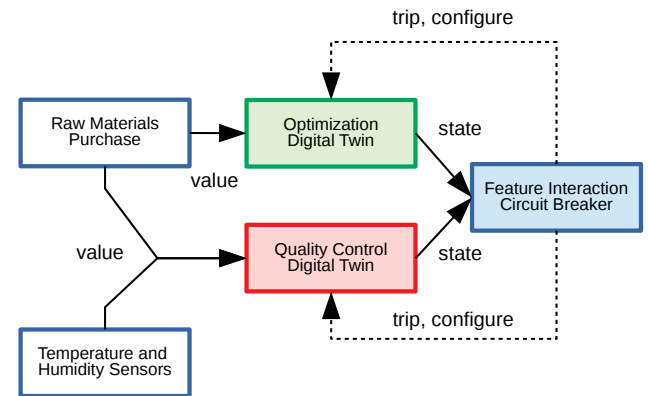 trip, configure
Raw Materials
Purchase
value
Optimization
Digital Twin
state
Feature Interaction
Circuit Breaker
value
Quality Control
Digital Twin
state
trip, configure
Temperature and
Humidity Sensors